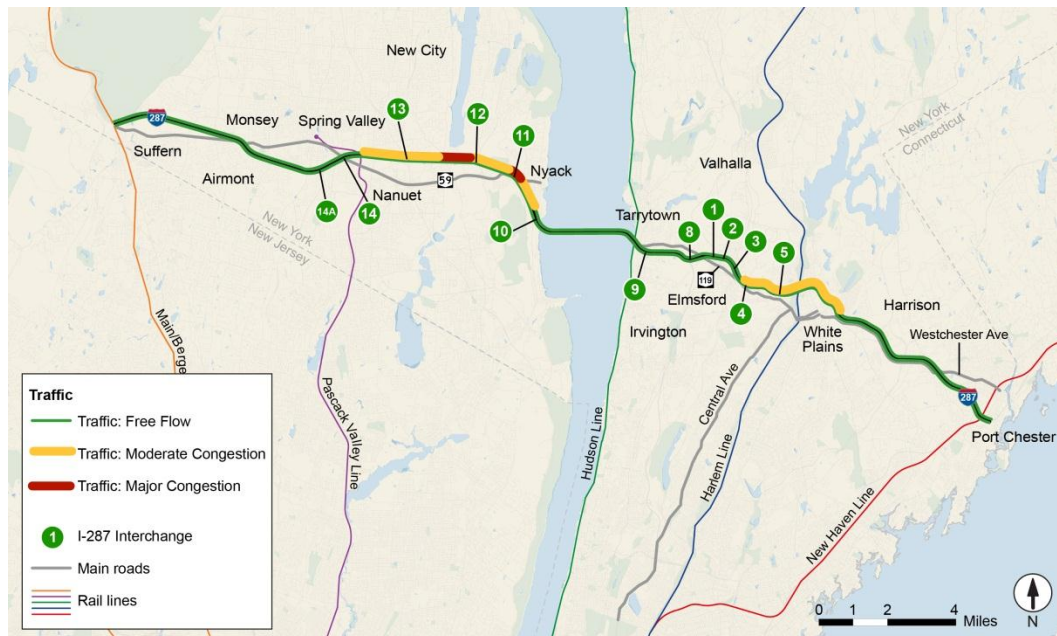 New City
13
12
Monsey
Spring Valley
287
11
New York
Connecticut
Suffern
Nyack
Valhalla
Airmont
59
Nanuet
14A
14
Tarrytown
1
2
10
8
3
5
New York
New Jersey
119
9
Elmsford
4
Harrison
Irvington
White
Plains
Westchester Ave
287
Main/Berge
Pascack Valley Line
Hudson Line
Central Ave
Harlem Line
Port Chester
New Haven Line
Traffic
Traffic: Free Flow
Traffic: Moderate Congestion
Traffic: Major Congestion
1 I-287 Interchange
Main roads
Rail lines
N
0 1 2 4
Miles